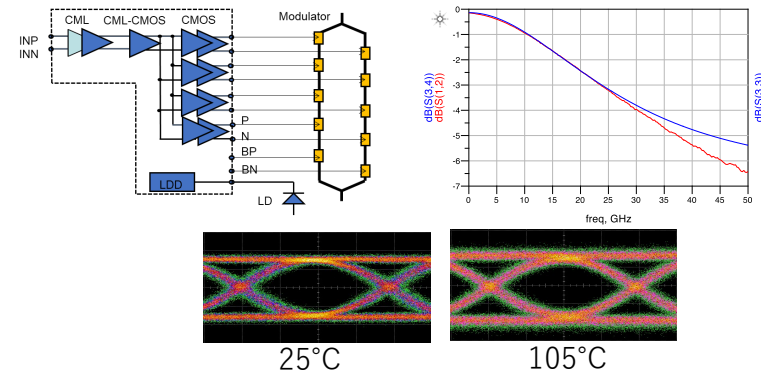 CML CML-CMOS CMOS
Modulator
INP
INN
P
N
BP
BN
LDD
LD
0
-1
-2
-3
-4
-5
-6
-7
0 5 10 15 20 25 30 35 40 45 50
freq, GHz
dB(S(3,4))
dB(S(1,2))
dB(S(3,3))
25°C
105°C